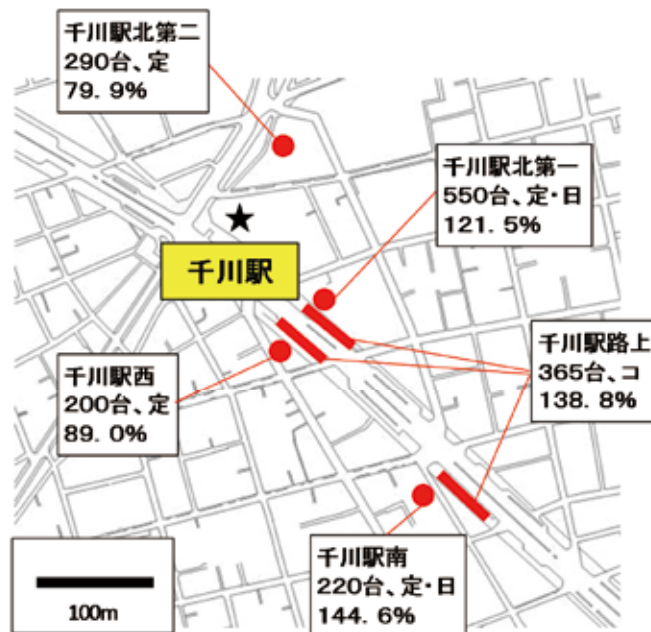 千川駅北第二
290台、定
79. 9%
千川駅北第一
550台、定・日
121. 5%
★
千川駅
千川駅路上
365台、コ
138. 8%
千川駅西
200台、定
89. 0%
千川駅南
220台、定・日
144. 6%
100m